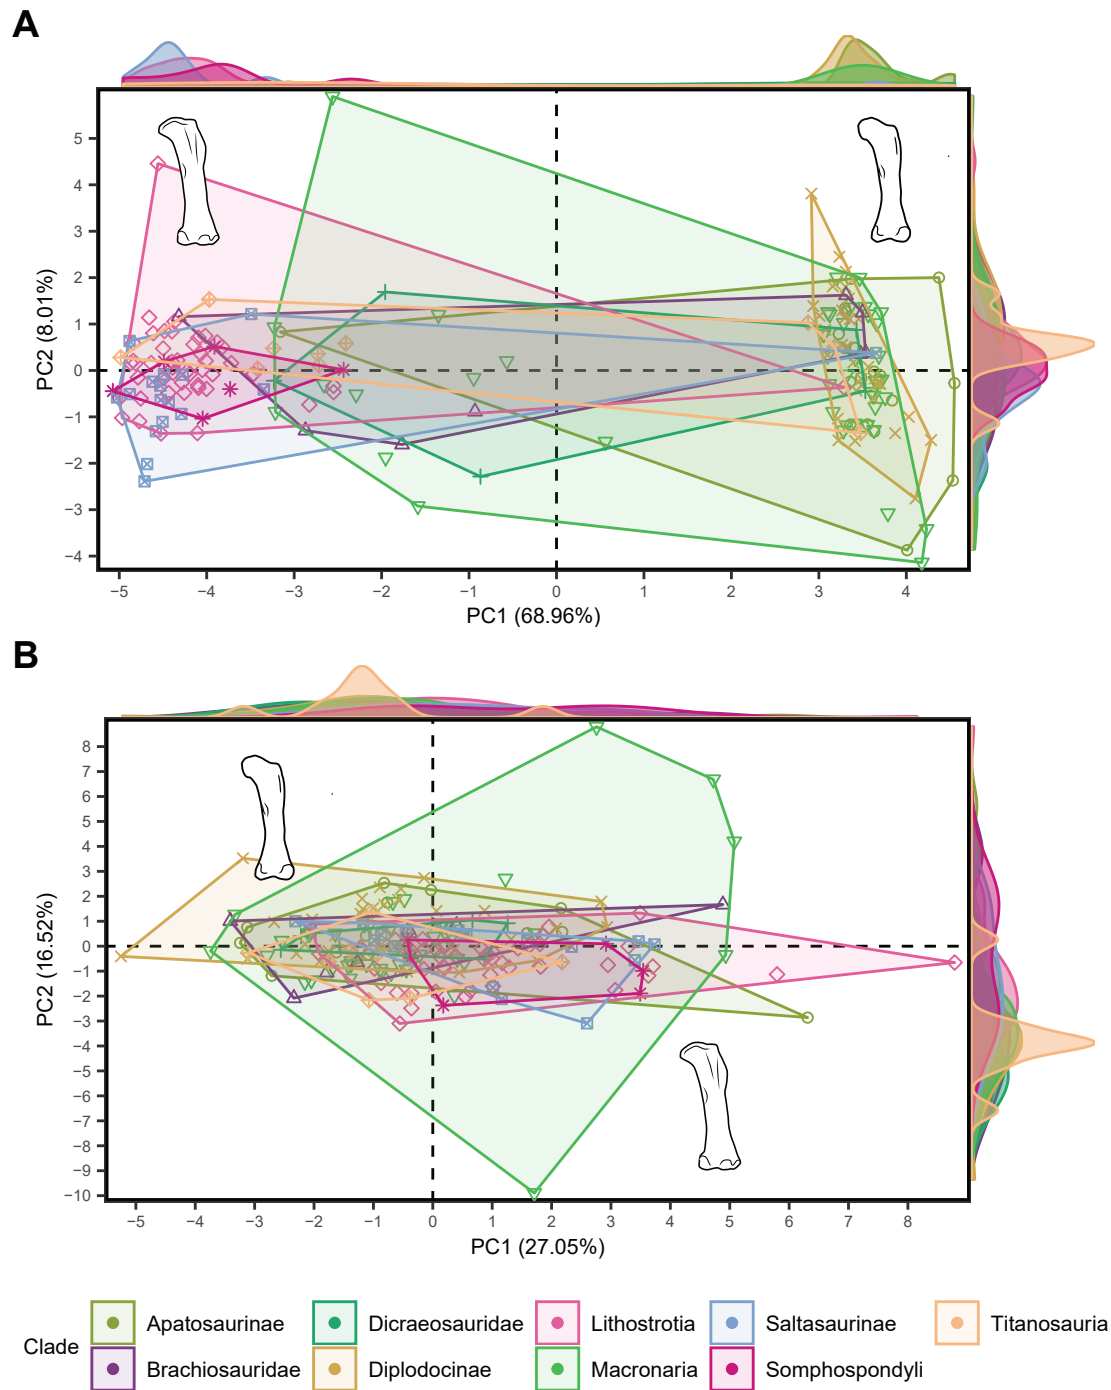 A
PC2 (8.01%)
5
4
3
2
1
0
−1
−2
−3
−4
−5 −4 −3 −2 −1 0 1 2 3 4
PC1 (68.96%)
B
PC2 (16.52%)
8
7
6
5
4
3
2
1
0
−1
−2
−3
−4
−5
−6
−7
−8
−9
−10
−5 −4 −3 −2 −1 0 1 2 3 4 5 6 7 8
PC1 (27.05%)
Clade
Apatosaurinae Dicraeosauridae Lithostrotia Saltasaurinae Titanosauria
Brachiosauridae Diplodocinae Macronaria Somphospondyli